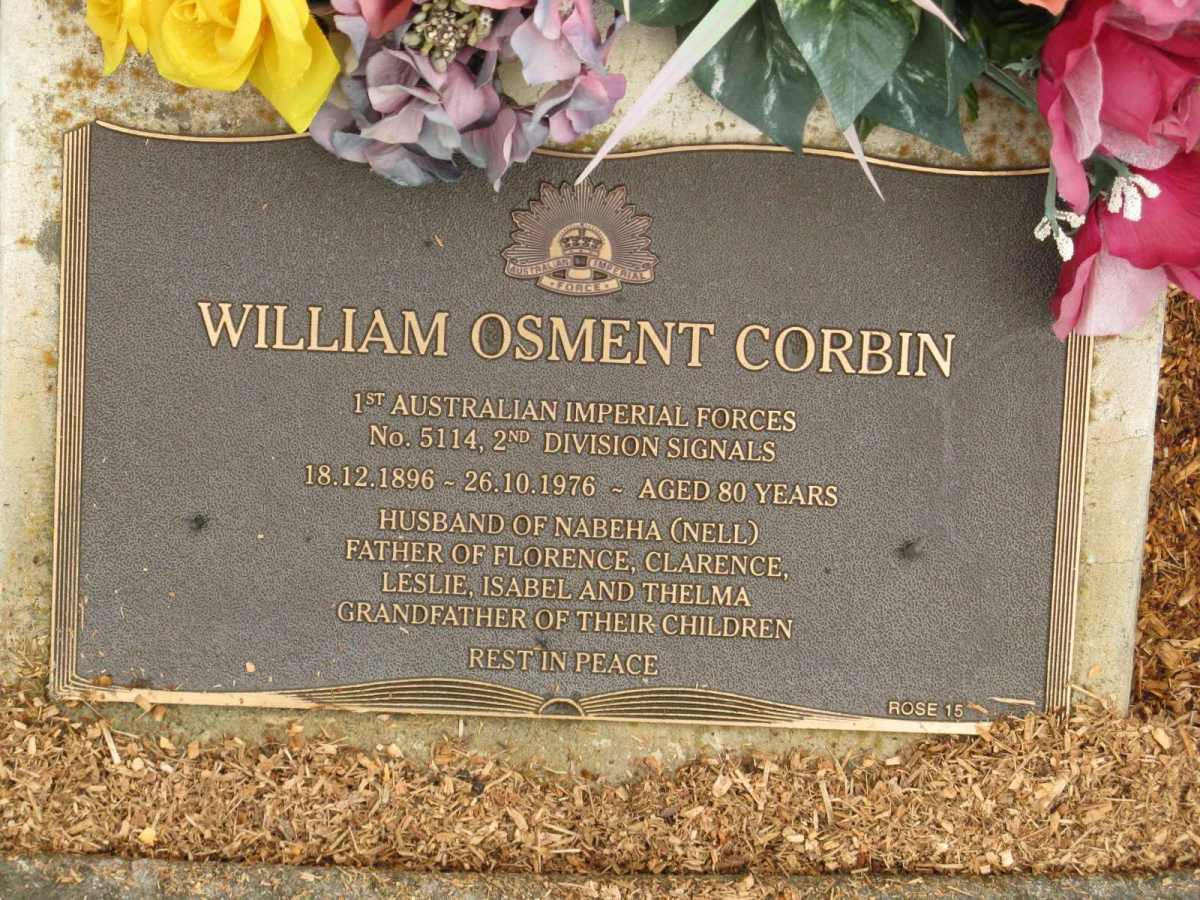 AUSTRALIAN IMPERIAL
FORCE
WILLIAM OSMENT CORBIN
1ST AUSTRALIAN IMPERIAL FORCES
No. 5114, 2ND DIVISION SIGNALS
18.12.1896 ~ 26.10.1976 ~ AGED 80 YEARS
HUSBAND OF NABEHA (NELL)
FATHER OF FLORENCE, CLARENCE,
LESLIE, ISABEL AND THELMA
GRANDFATHER OF THEIR CHILDREN
REST IN PEACE
ROSE 15